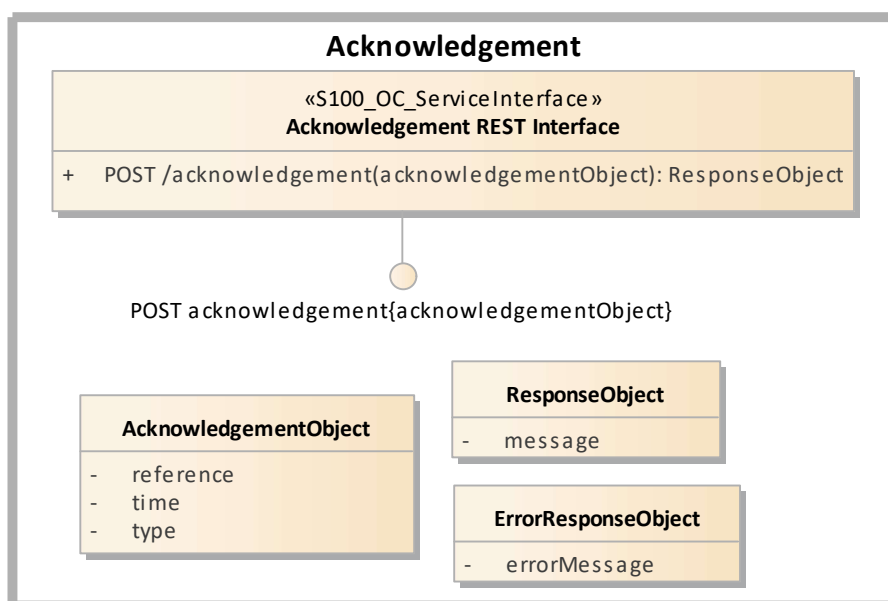 Acknowledgement
«S100_OC_ServiceInterface»
Acknowledgement REST Interface
+ POST /acknowledgement(acknowledgementObject): ResponseObject
POST acknowledgement{acknowledgementObject}
AcknowledgementObject
- reference
- time
- type
ResponseObject
- message
ErrorResponseObject
- errorMessage